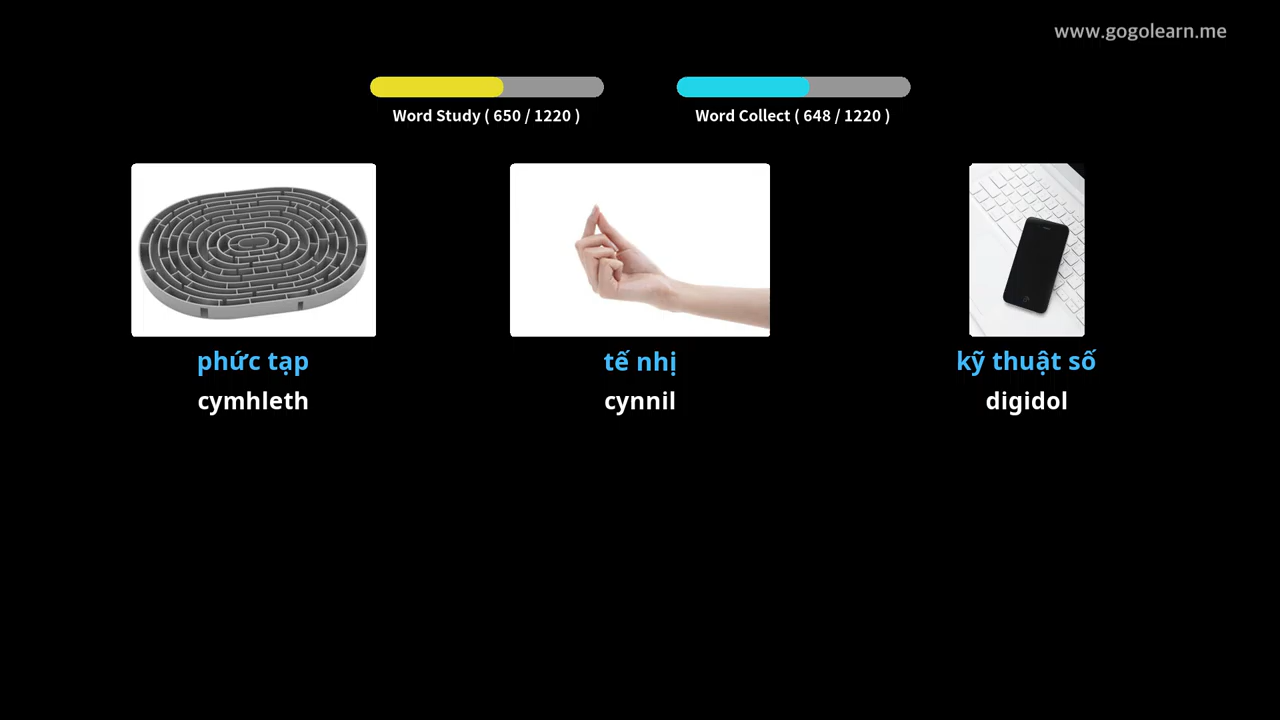 www.gogolearn.me
Word Study ( 650 / 1220 )
Word Collect ( 648 / 1220 )
phức tạp
cymhleth
tế nhị
cynnil
kỹ thuật số
digidol